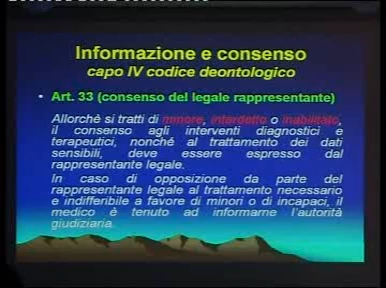 Informazione e consenso
capo IV codice deontologico
• Art. 33 (consenso del legale rappresentante)
Allorchè si tratti di minore, interdetto o inabilitato,
il consenso agli interventi diagnostici e
terapeutici, nonché al trattamento dei dati
sensibili, deve essere espresso dal
rappresentante legale.
In caso di opposizione da parte del
rappresentante legale al trattamento necessario
e indifferibile a favore di minori o di incapaci, il
medico è tenuto ad informarne l'autorità
giudiziaria.